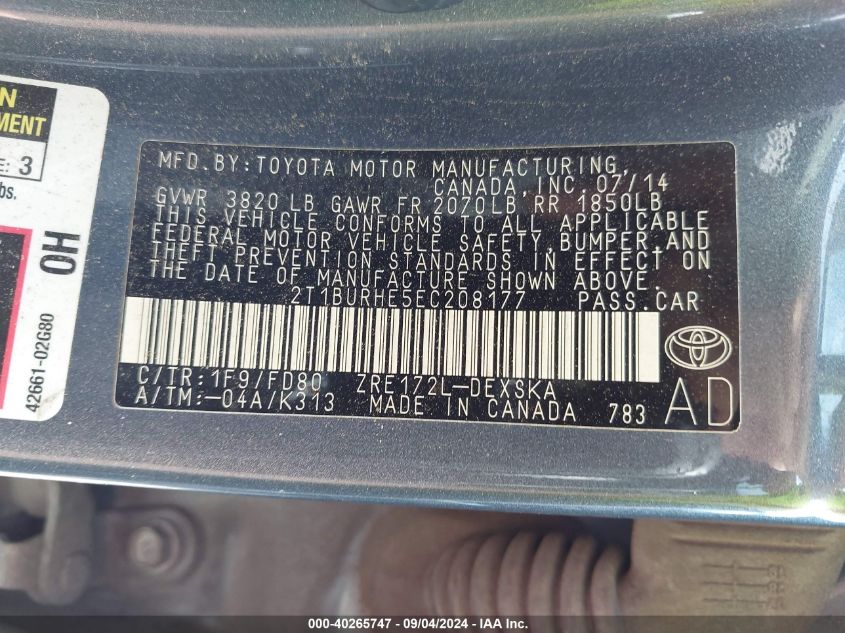 N
MENT
E: 3
bs.
OH
42661-02G80
MFD.BY:TOYOTA MOTOR MANUFACTURING,
CANADA, INC. 07/14
GVWR 3820 LB GAWR FR 2070LB RR 1850LB
THIS VEHICLE CONFORMS TO ALL APPLICABLE
FEDERAL MOTOR VEHICLE SAFETY,BUMPER,AND
THEFT PREVENTION STANDARDS IN EFFECT ON
THE DATE OF MANUFACTURE SHOWN ABOVE.
2T1BURHE5EC208177 PASS.CAR
C/TR:1F9/FD80 ZRE172L-DEXSKA
A/TM:-04A/K313 MADE IN CANADA 783
AD
000-40265747 - 09/04/2024 - IAA Inc.